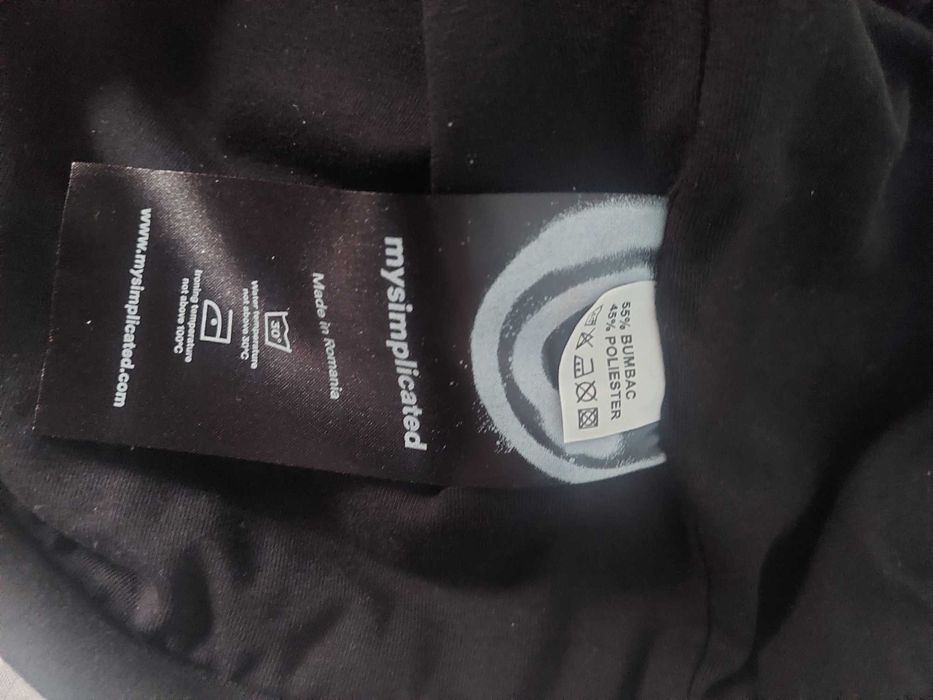 55% BUMBAC
45% POLIESTER
mysimplicated
Made in Romania
30°
Water temperature
not above 30°C
Ironing temperature
not above 100°C
www.mysimplicated.com